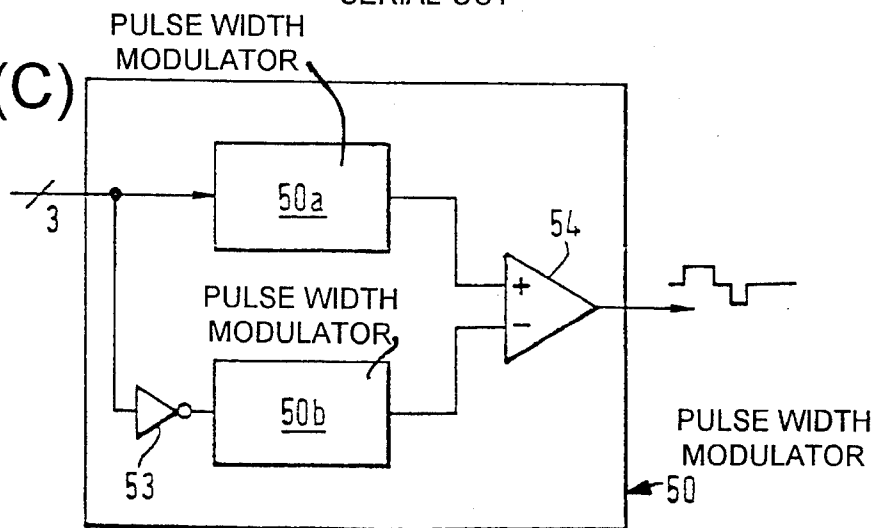 PULSE WIDTH
MODULATOR
(C)
50a
3
54
+
−
PULSE WIDTH
MODULATOR
50b
53
PULSE WIDTH
MODULATOR
50